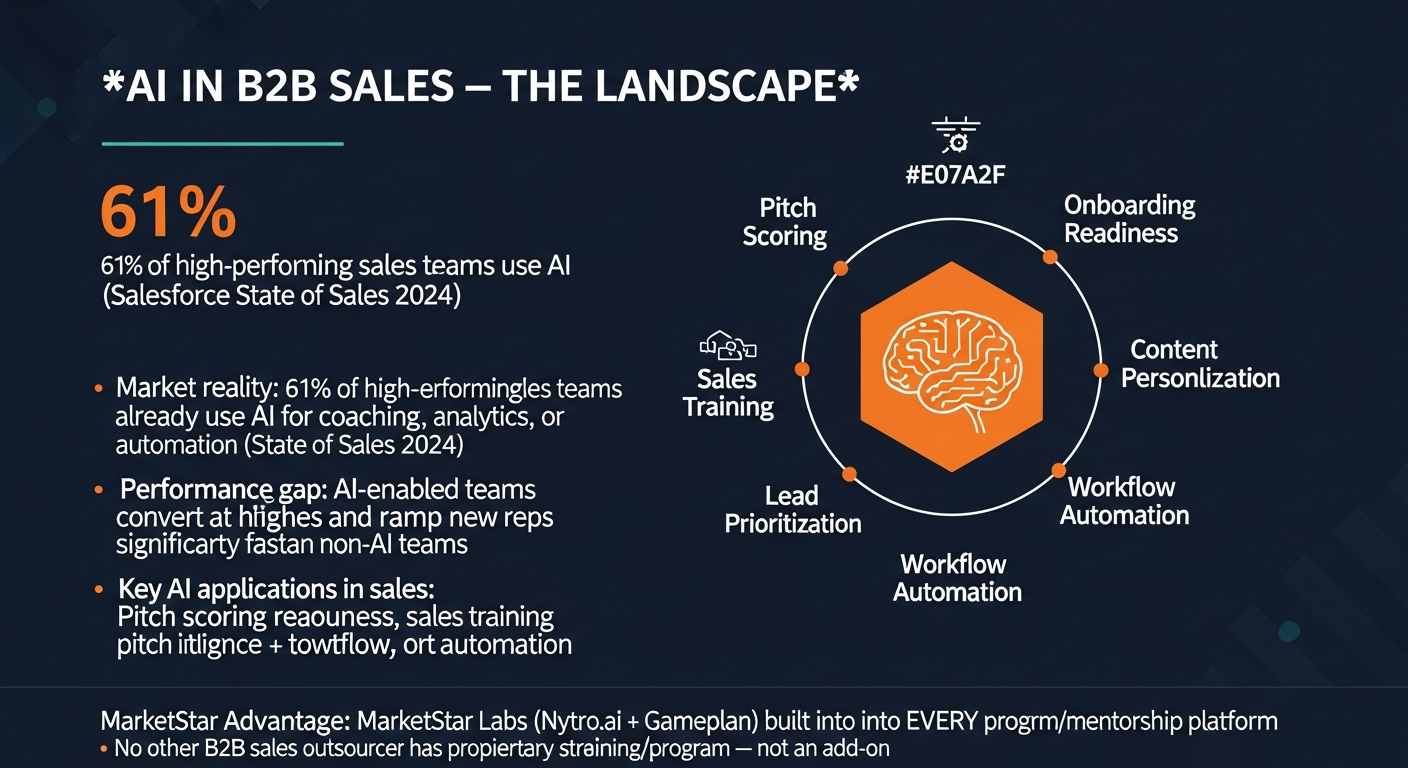 *AI IN B2B SALES – THE LANDSCAPE*
61%
61% of high-perforning sales teams use AI
(Salesforce State of Sales 2024)
• Market reality: 61% of high-erformingles teams
already use AI for coaching, analytics, or
automation (State of Sales 2024)
• Performance gap: AI-enabled teams
convert at hīighes and ramp new reps
significarty fastan non-AI teams
• Key AI applications in sales:
Pitch scoring reaouness, sales training
pitch itlignce + towtflow, ort automation
#E07A2F
Pitch
Scoring
Onboarding
Readiness
Sales
Training
Content
Personlization
Lead
Prioritization
Workflow
Automation
Workflow
Automation
MarketStar Advantage: MarketStar Labs (Nytro.ai + Gameplan) built into into EVERY progrm/mentorship platform
• No other B2B sales outsourcer has propiertary straining/program — not an add-on